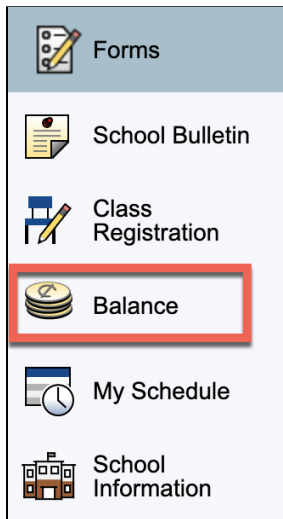 Forms
School Bulletin
Class
Registration
Balance
My Schedule
School
Information